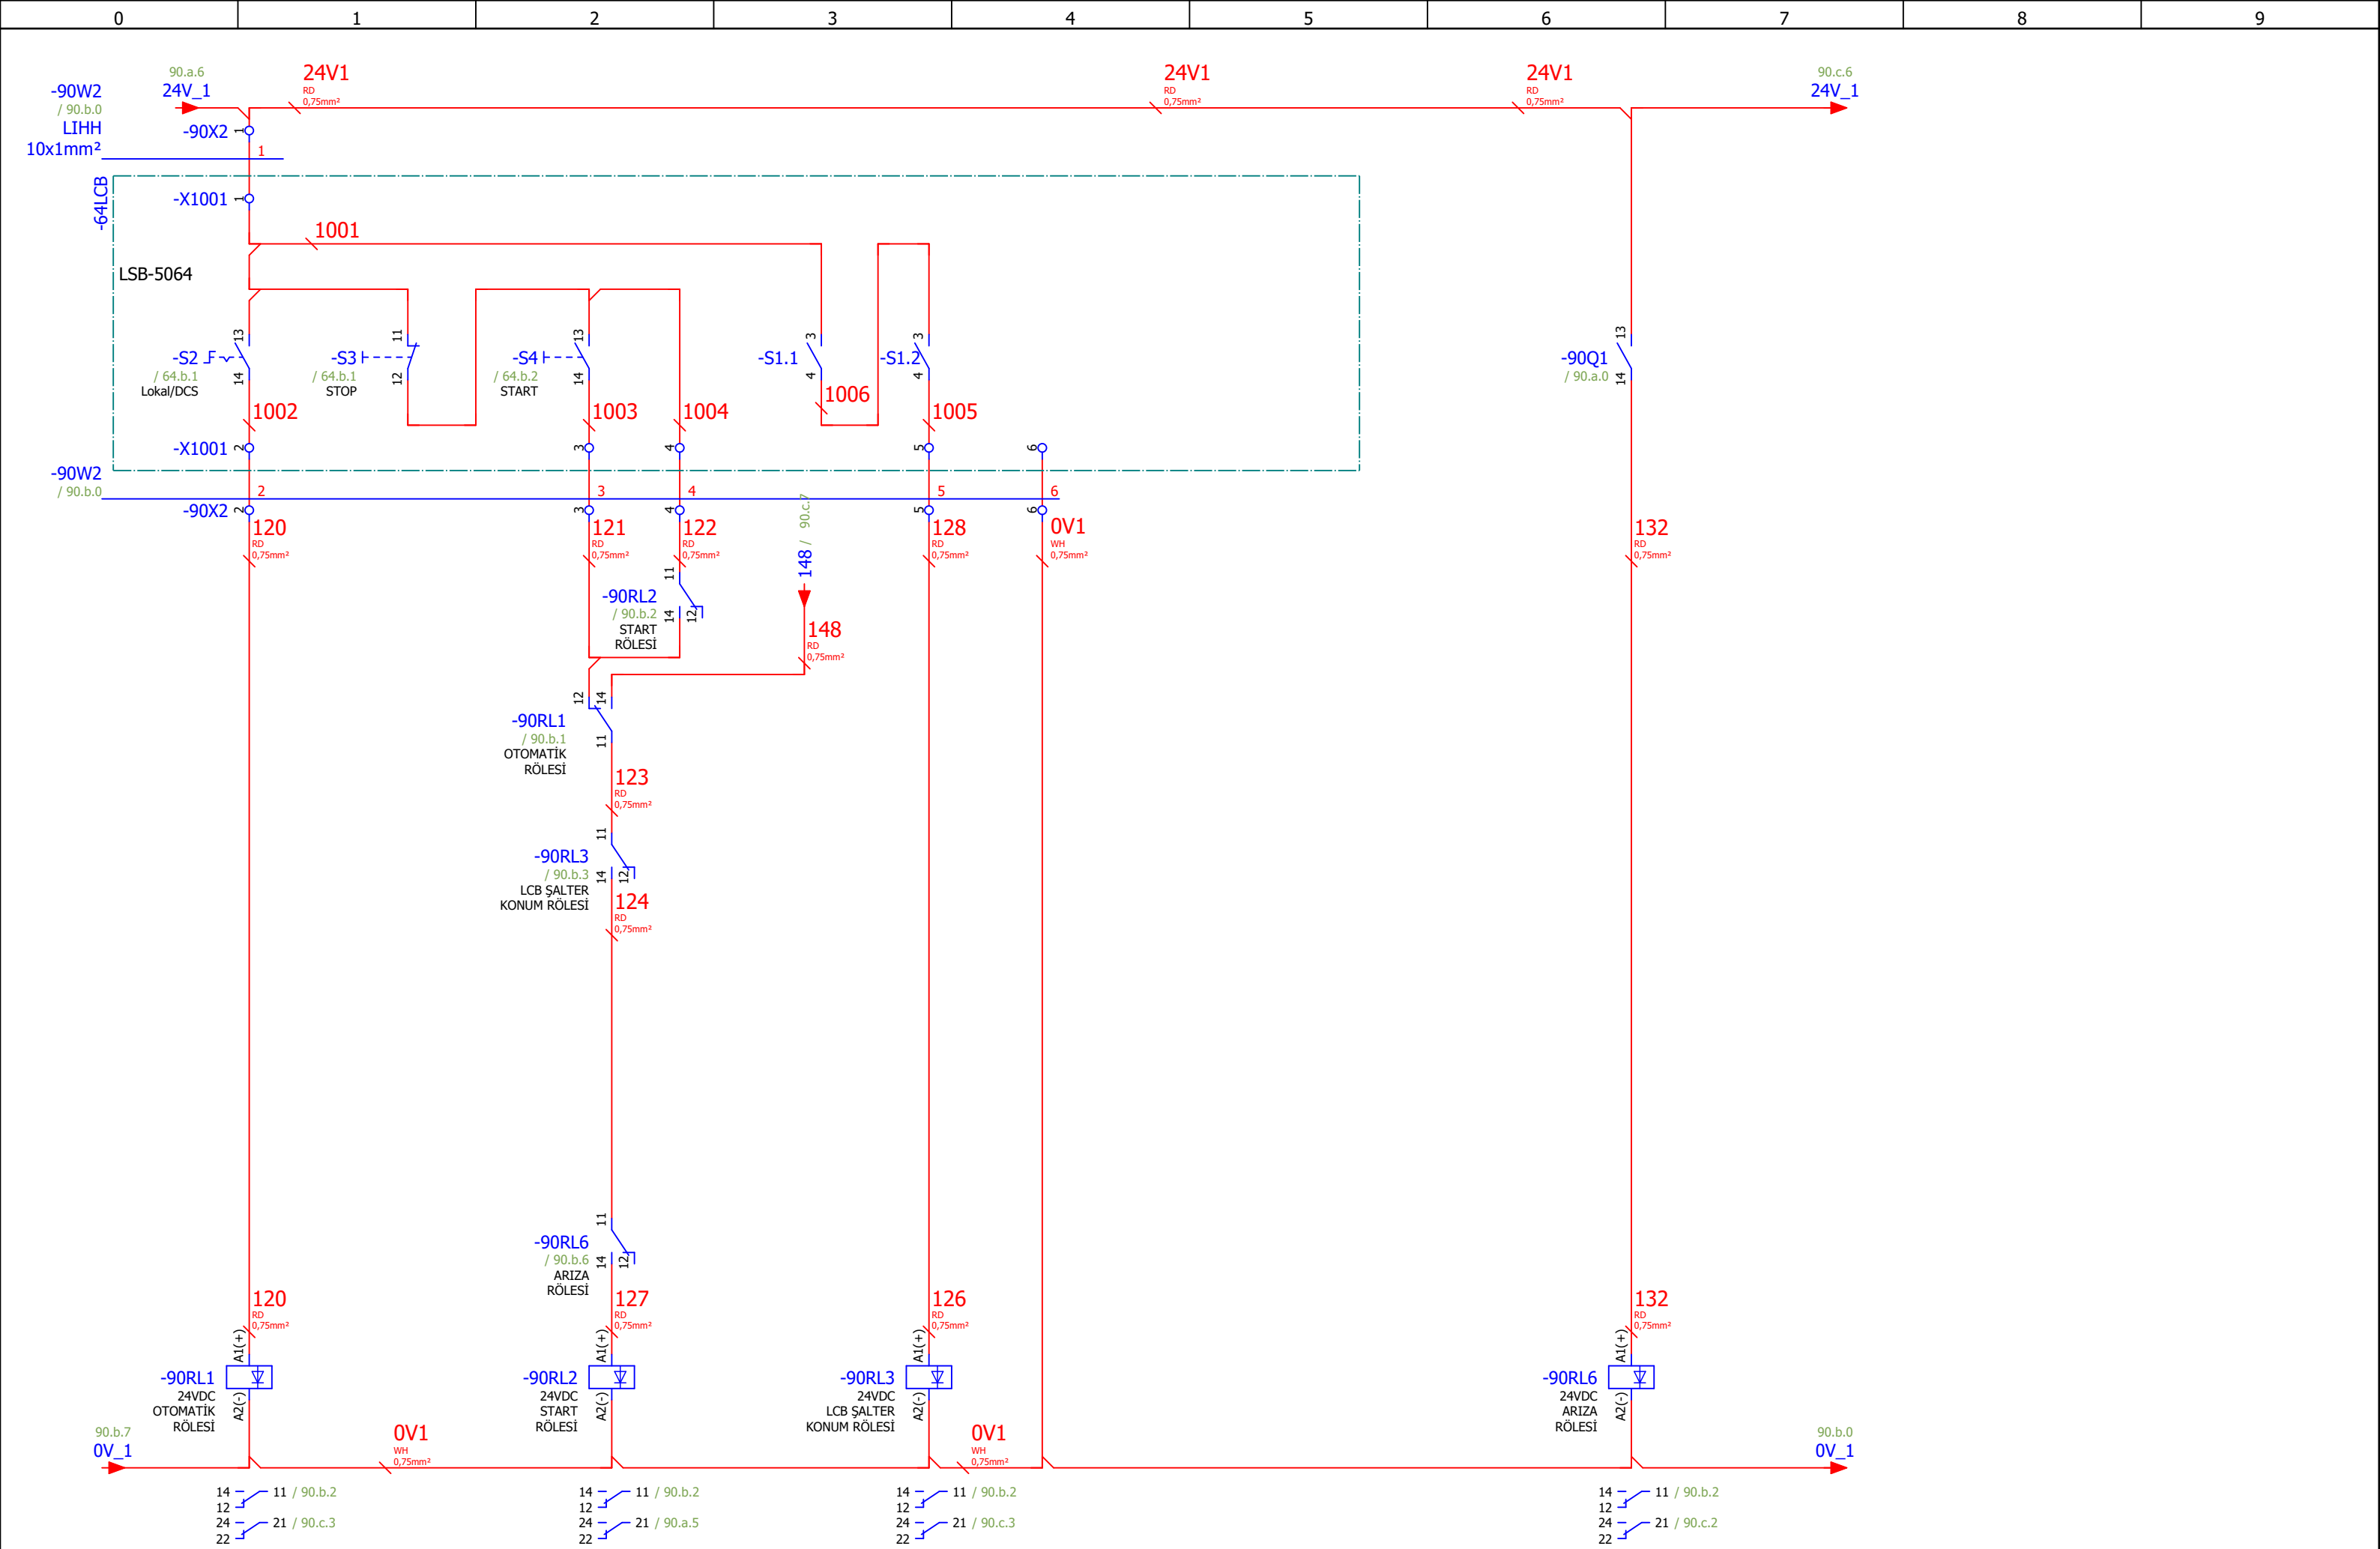 0 1 2 3 4 5 6 7 8 9
90.a.6
24V_1
24V1
RD
0,75mm²
24V1
RD
0,75mm²
24V1
RD
0,75mm²
90.c.6
24V_1
-90W2
/ 90.b.0
LIHH
10x1mm²
-90X2 1
1
-64LCB
-X1001 1
1001
LSB-5064
13
-S2
/ 64.b.1
14
Lokal/DCS
11
-S3
/ 64.b.1
12
STOP
13
-S4
/ 64.b.2
14
START
3
-S1.1
4
3
-S1.2
4
13
-90Q1
/ 90.a.0
14
1002
1003
1004
1006
1005
-X1001 2
3
4
5
6
-90W2
/ 90.b.0
2
3
4
5
6
-90X2 2
3
4
5
6
120
RD
0,75mm²
121
RD
0,75mm²
122
RD
0,75mm²
148 / 90.c.7
128
RD
0,75mm²
0V1
WH
0,75mm²
132
RD
0,75mm²
11
-90RL2
/ 90.b.2
14
12
START
RÖLESİ
148
RD
0,75mm²
12
14
-90RL1
/ 90.b.1
11
OTOMATİK
RÖLESİ
123
RD
0,75mm²
11
-90RL3
/ 90.b.3
14
12
LCB ŞALTER
KONUM RÖLESİ
124
RD
0,75mm²
11
-90RL6
/ 90.b.6
14
12
ARIZA
RÖLESİ
120
RD
0,75mm²
127
RD
0,75mm²
126
RD
0,75mm²
132
RD
0,75mm²
A1(+)
-90RL1
24VDC
OTOMATİK
RÖLESİ
A2(-)
A1(+)
-90RL2
24VDC
START
RÖLESİ
A2(-)
A1(+)
-90RL3
24VDC
LCB ŞALTER
KONUM RÖLESİ
A2(-)
A1(+)
-90RL6
24VDC
ARIZA
RÖLESİ
A2(-)
90.b.7
0V_1
0V1
WH
0,75mm²
0V1
WH
0,75mm²
90.b.0
0V_1
14 11 / 90.b.2
12
24 21 / 90.c.3
22
14 11 / 90.b.2
12
24 21 / 90.a.5
22
14 11 / 90.b.2
12
24 21 / 90.c.3
22
14 11 / 90.b.2
12
24 21 / 90.c.2
22